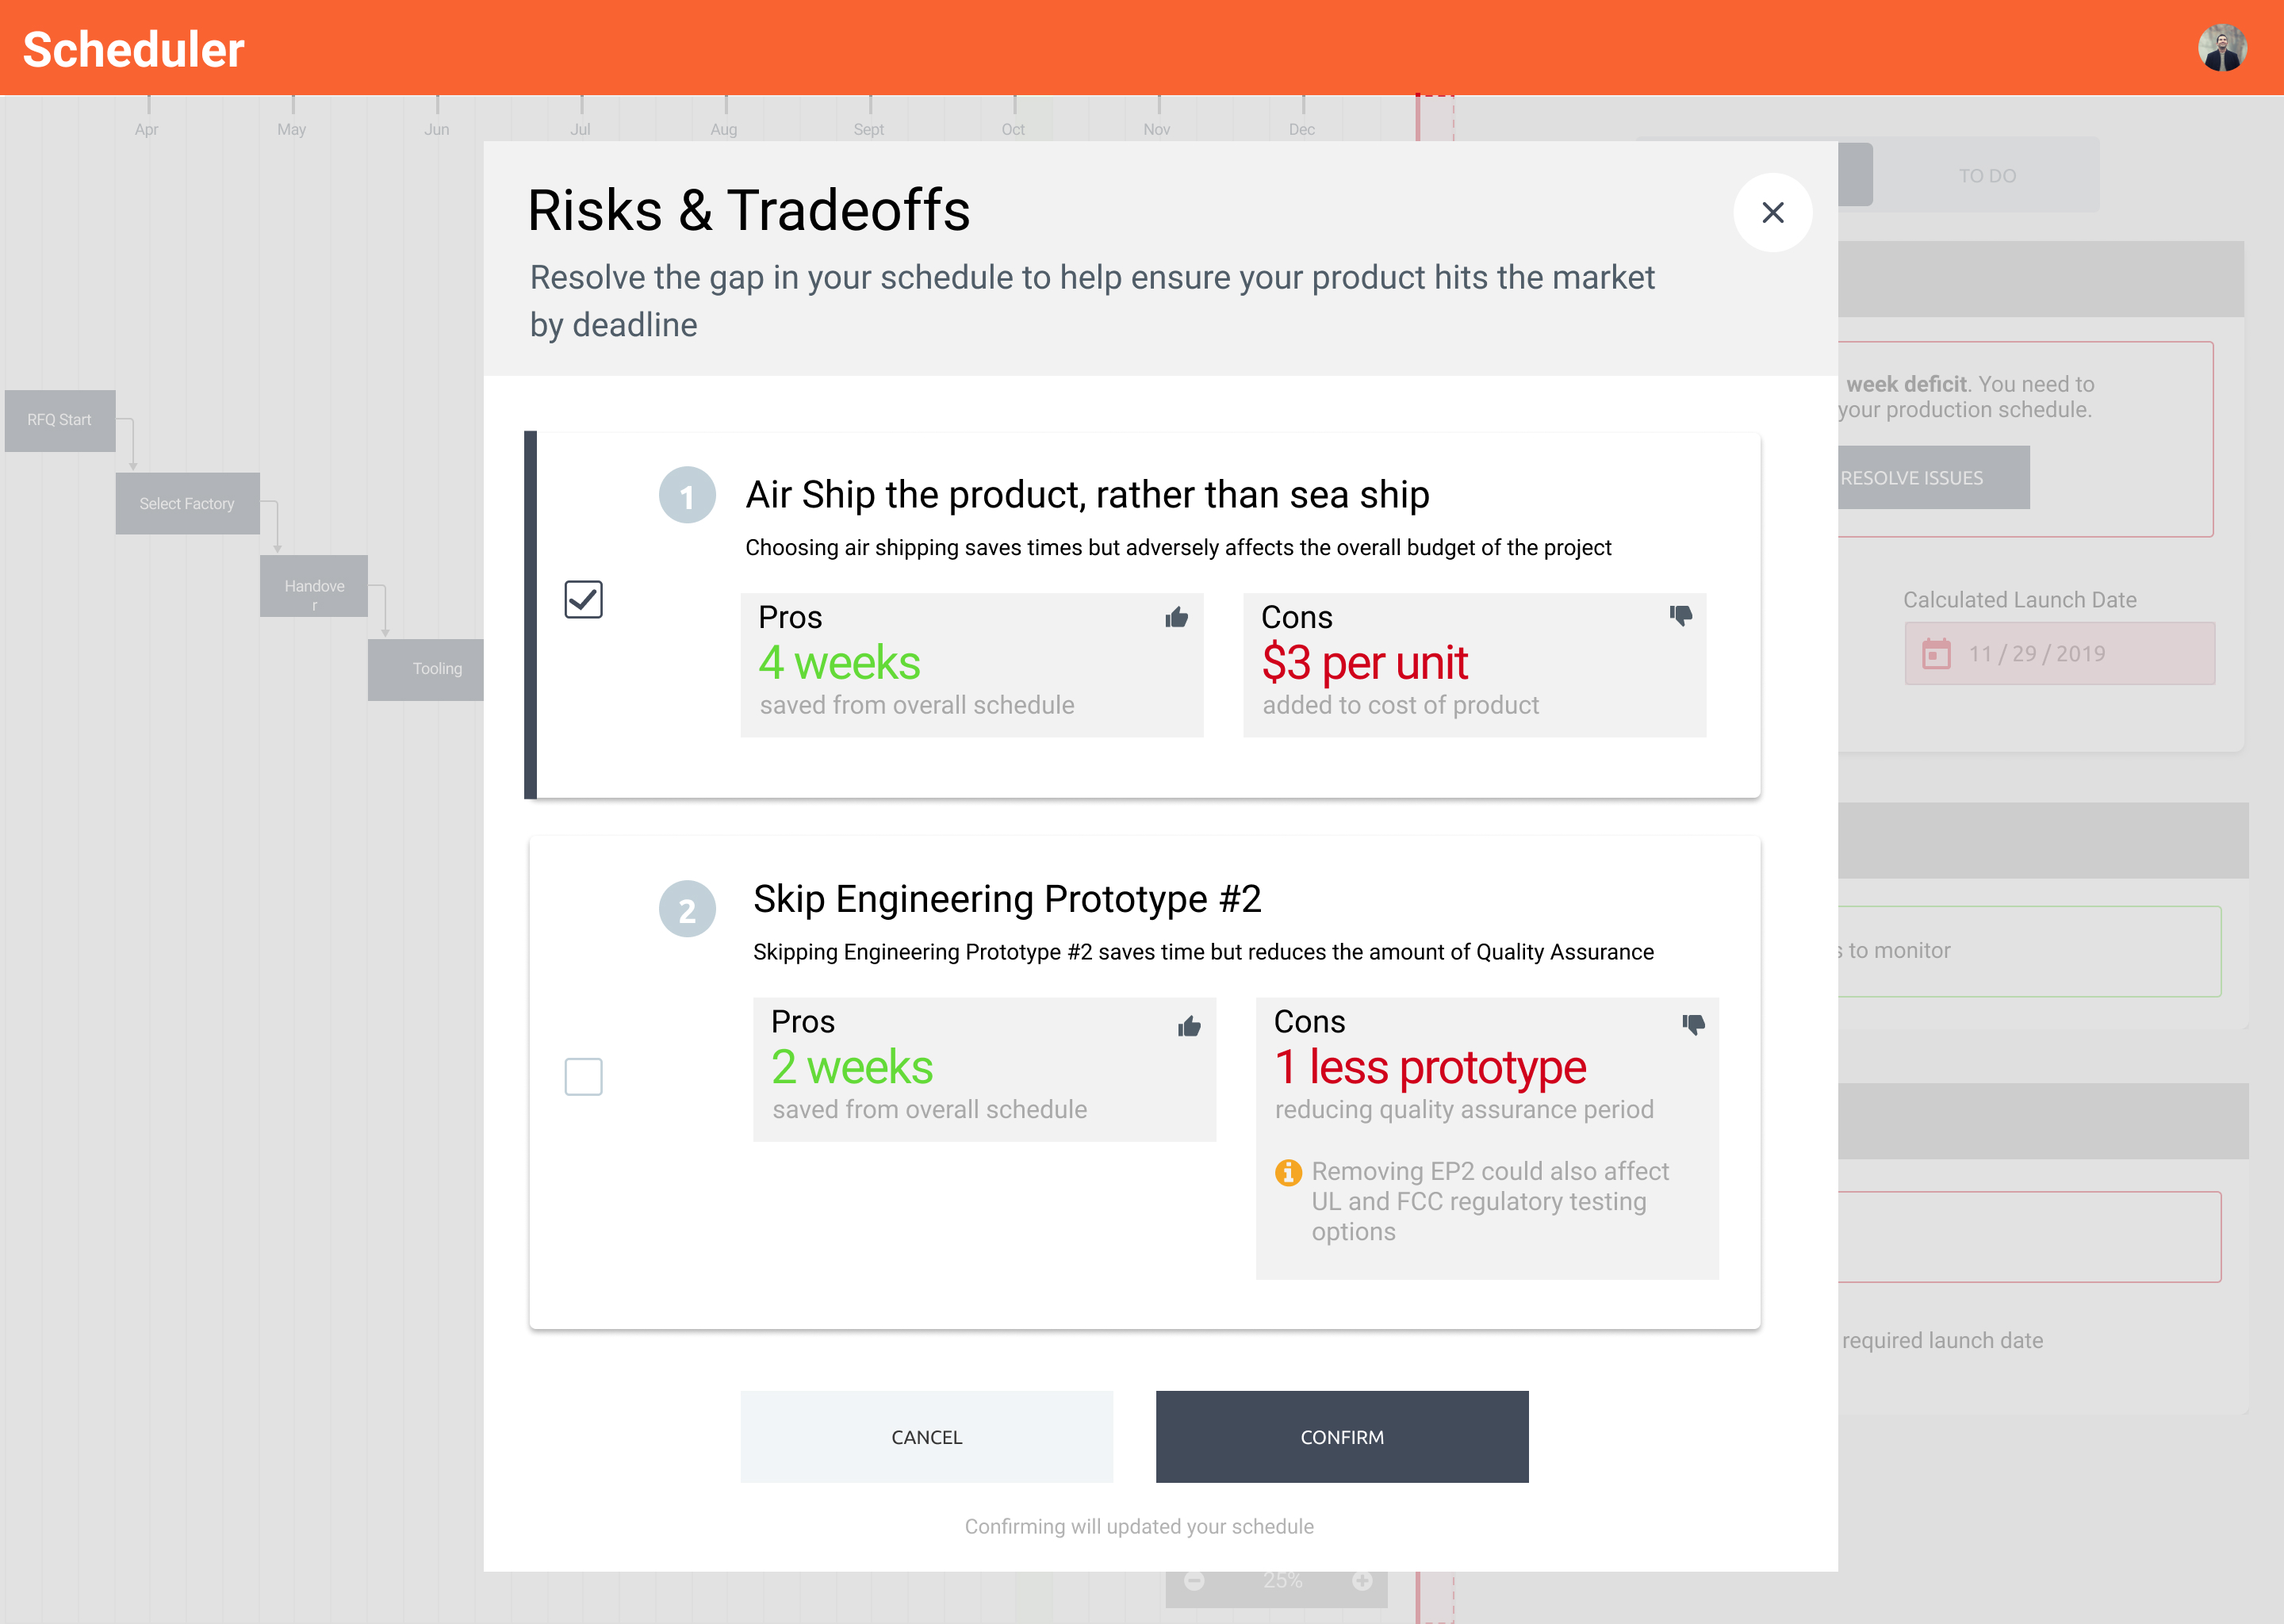 Scheduler
Apr May Jun Jul Aug Sept Oct Nov Dec
TO DO
Risks & Tradeoffs
Resolve the gap in your schedule to help ensure your product hits the market
by deadline
RFQ Start
Select Factory
Handove
r
Tooling
1
Air Ship the product, rather than sea ship
Choosing air shipping saves times but adversely affects the overall budget of the project
Pros
4 weeks
saved from overall schedule
Cons
$3 per unit
added to cost of product
2
Skip Engineering Prototype #2
Skipping Engineering Prototype #2 saves time but reduces the amount of Quality Assurance
Pros
2 weeks
saved from overall schedule
Cons
1 less prototype
reducing quality assurance period
Removing EP2 could also affect
UL and FCC regulatory testing
options
CANCEL
CONFIRM
Confirming will updated your schedule
week deficit. You need to
your production schedule.
RESOLVE ISSUES
Calculated Launch Date
11 / 29 / 2019
to monitor
required launch date
25%